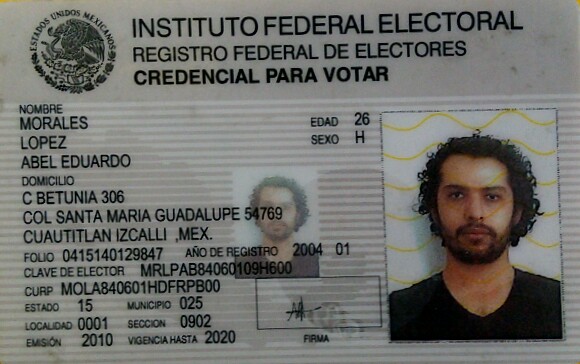 ESTADOS UNIDOS MEXICANOS
INSTITUTO FEDERAL ELECTORAL
REGISTRO FEDERAL DE ELECTORES
CREDENCIAL PARA VOTAR
NOMBRE
MORALES
LOPEZ
ABEL EDUARDO
EDAD 26
SEXO H
DOMICILIO
C BETUNIA 306
COL SANTA MARIA GUADALUPE 54769
CUAUTITLAN IZCALLI ,MEX.
FOLIO 0415140129847 AÑO DE REGISTRO 2004 01
CLAVE DE ELECTOR MRLPAB84060109H600
CURP MOLA840601HDFRPB00
ESTADO 15 MUNICIPIO 025
LOCALIDAD 0001 SECCION 0902
EMISIÓN 2010 VIGENCIA HASTA 2020
FIRMA